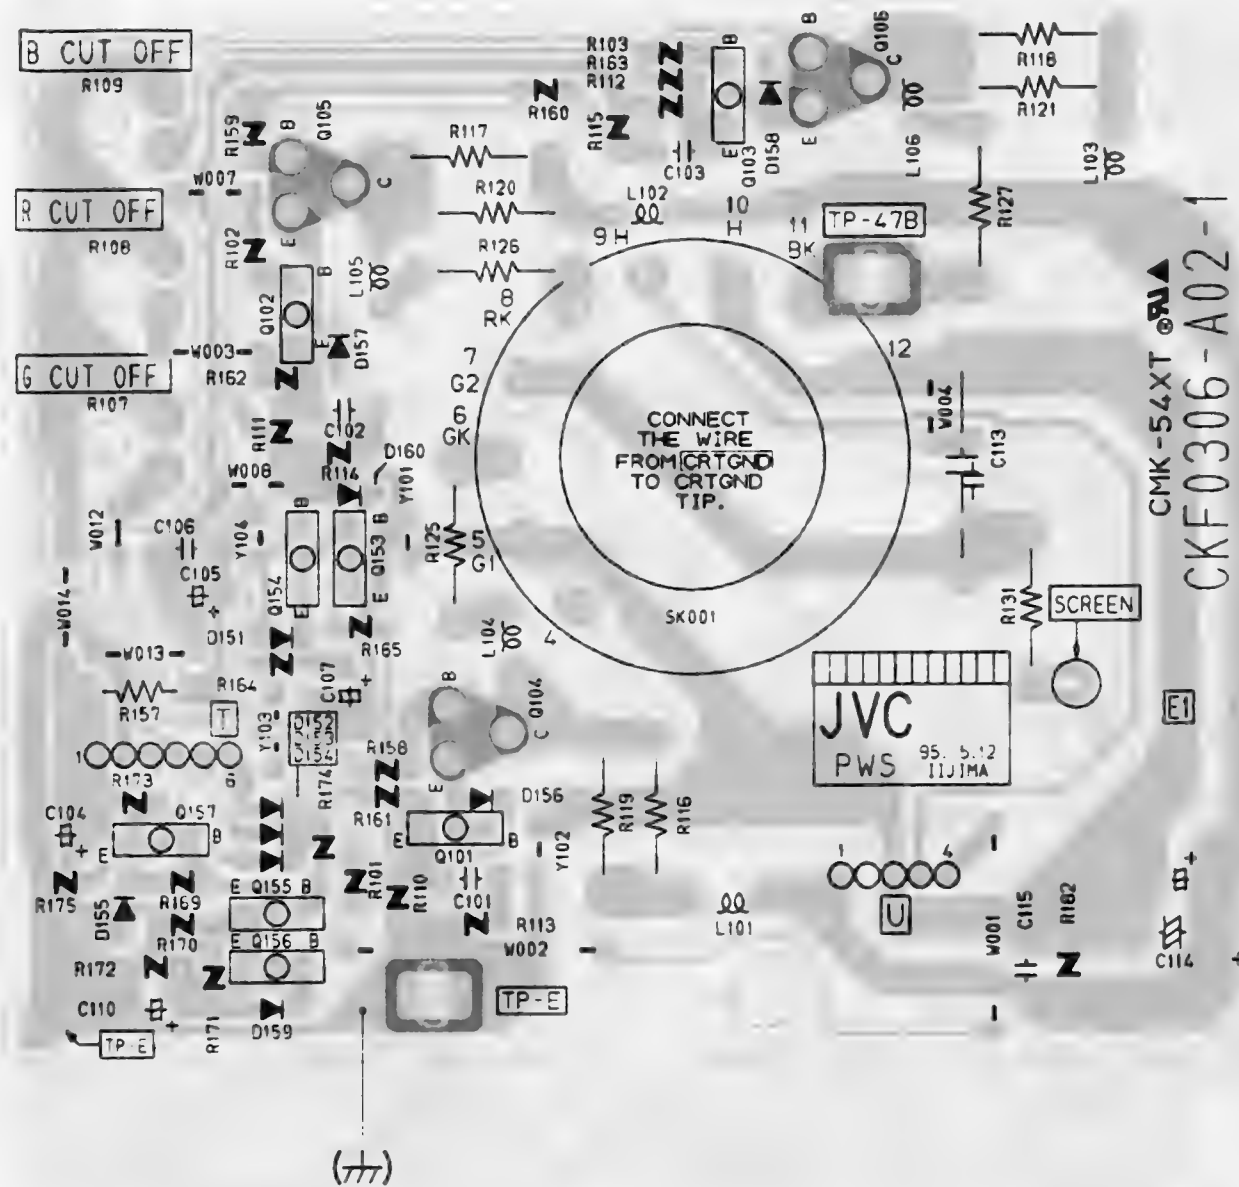 B CUT OFF
R109
R103
R163
R112
R160
R115
C103
B
E
Q103
D158
B
E
C
Q106
L106
R118
R121
L103
R159
B
Q105
E
C
R117
R120
R126
W007
R CUT OFF
R108
R102
L105
Q102
B
E
D157
L102
9 H
10
H
11
BK
TP-47B
R127
8
RK
7
G2
6
GK
5
G1
4
12
W003
R162
G CUT OFF
R107
R111
C102
D160
R114
Y101
W008
CONNECT
THE WIRE
FROM CRTGND
TO CRTGND
TIP.
SK001
W004
C113
CMK-54XT
CKF0306-A02-1
W012
C106
C105
+
Y104
Q154
B
E
Q153
B
E
R125
W014
D151
R165
L104
R131
SCREEN
W013
R164
R157
T
C107
+
Y103
D152
D153
D154
B
E
C
Q104
JVC
PWS
95. 5.12
IIJIMA
E1
1
6
R173
R174
R158
R161
D156
C104
+
Q157
E
B
E
Q101
B
Y102
R119
R116
1
4
U
R175
D155
R169
R170
E Q155 B
E Q156 B
R101
R110
C101
R113
W002
L101
W001
C115
R182
C114
+
+
R172
C110
+
R171
D159
TP-E
TP-E